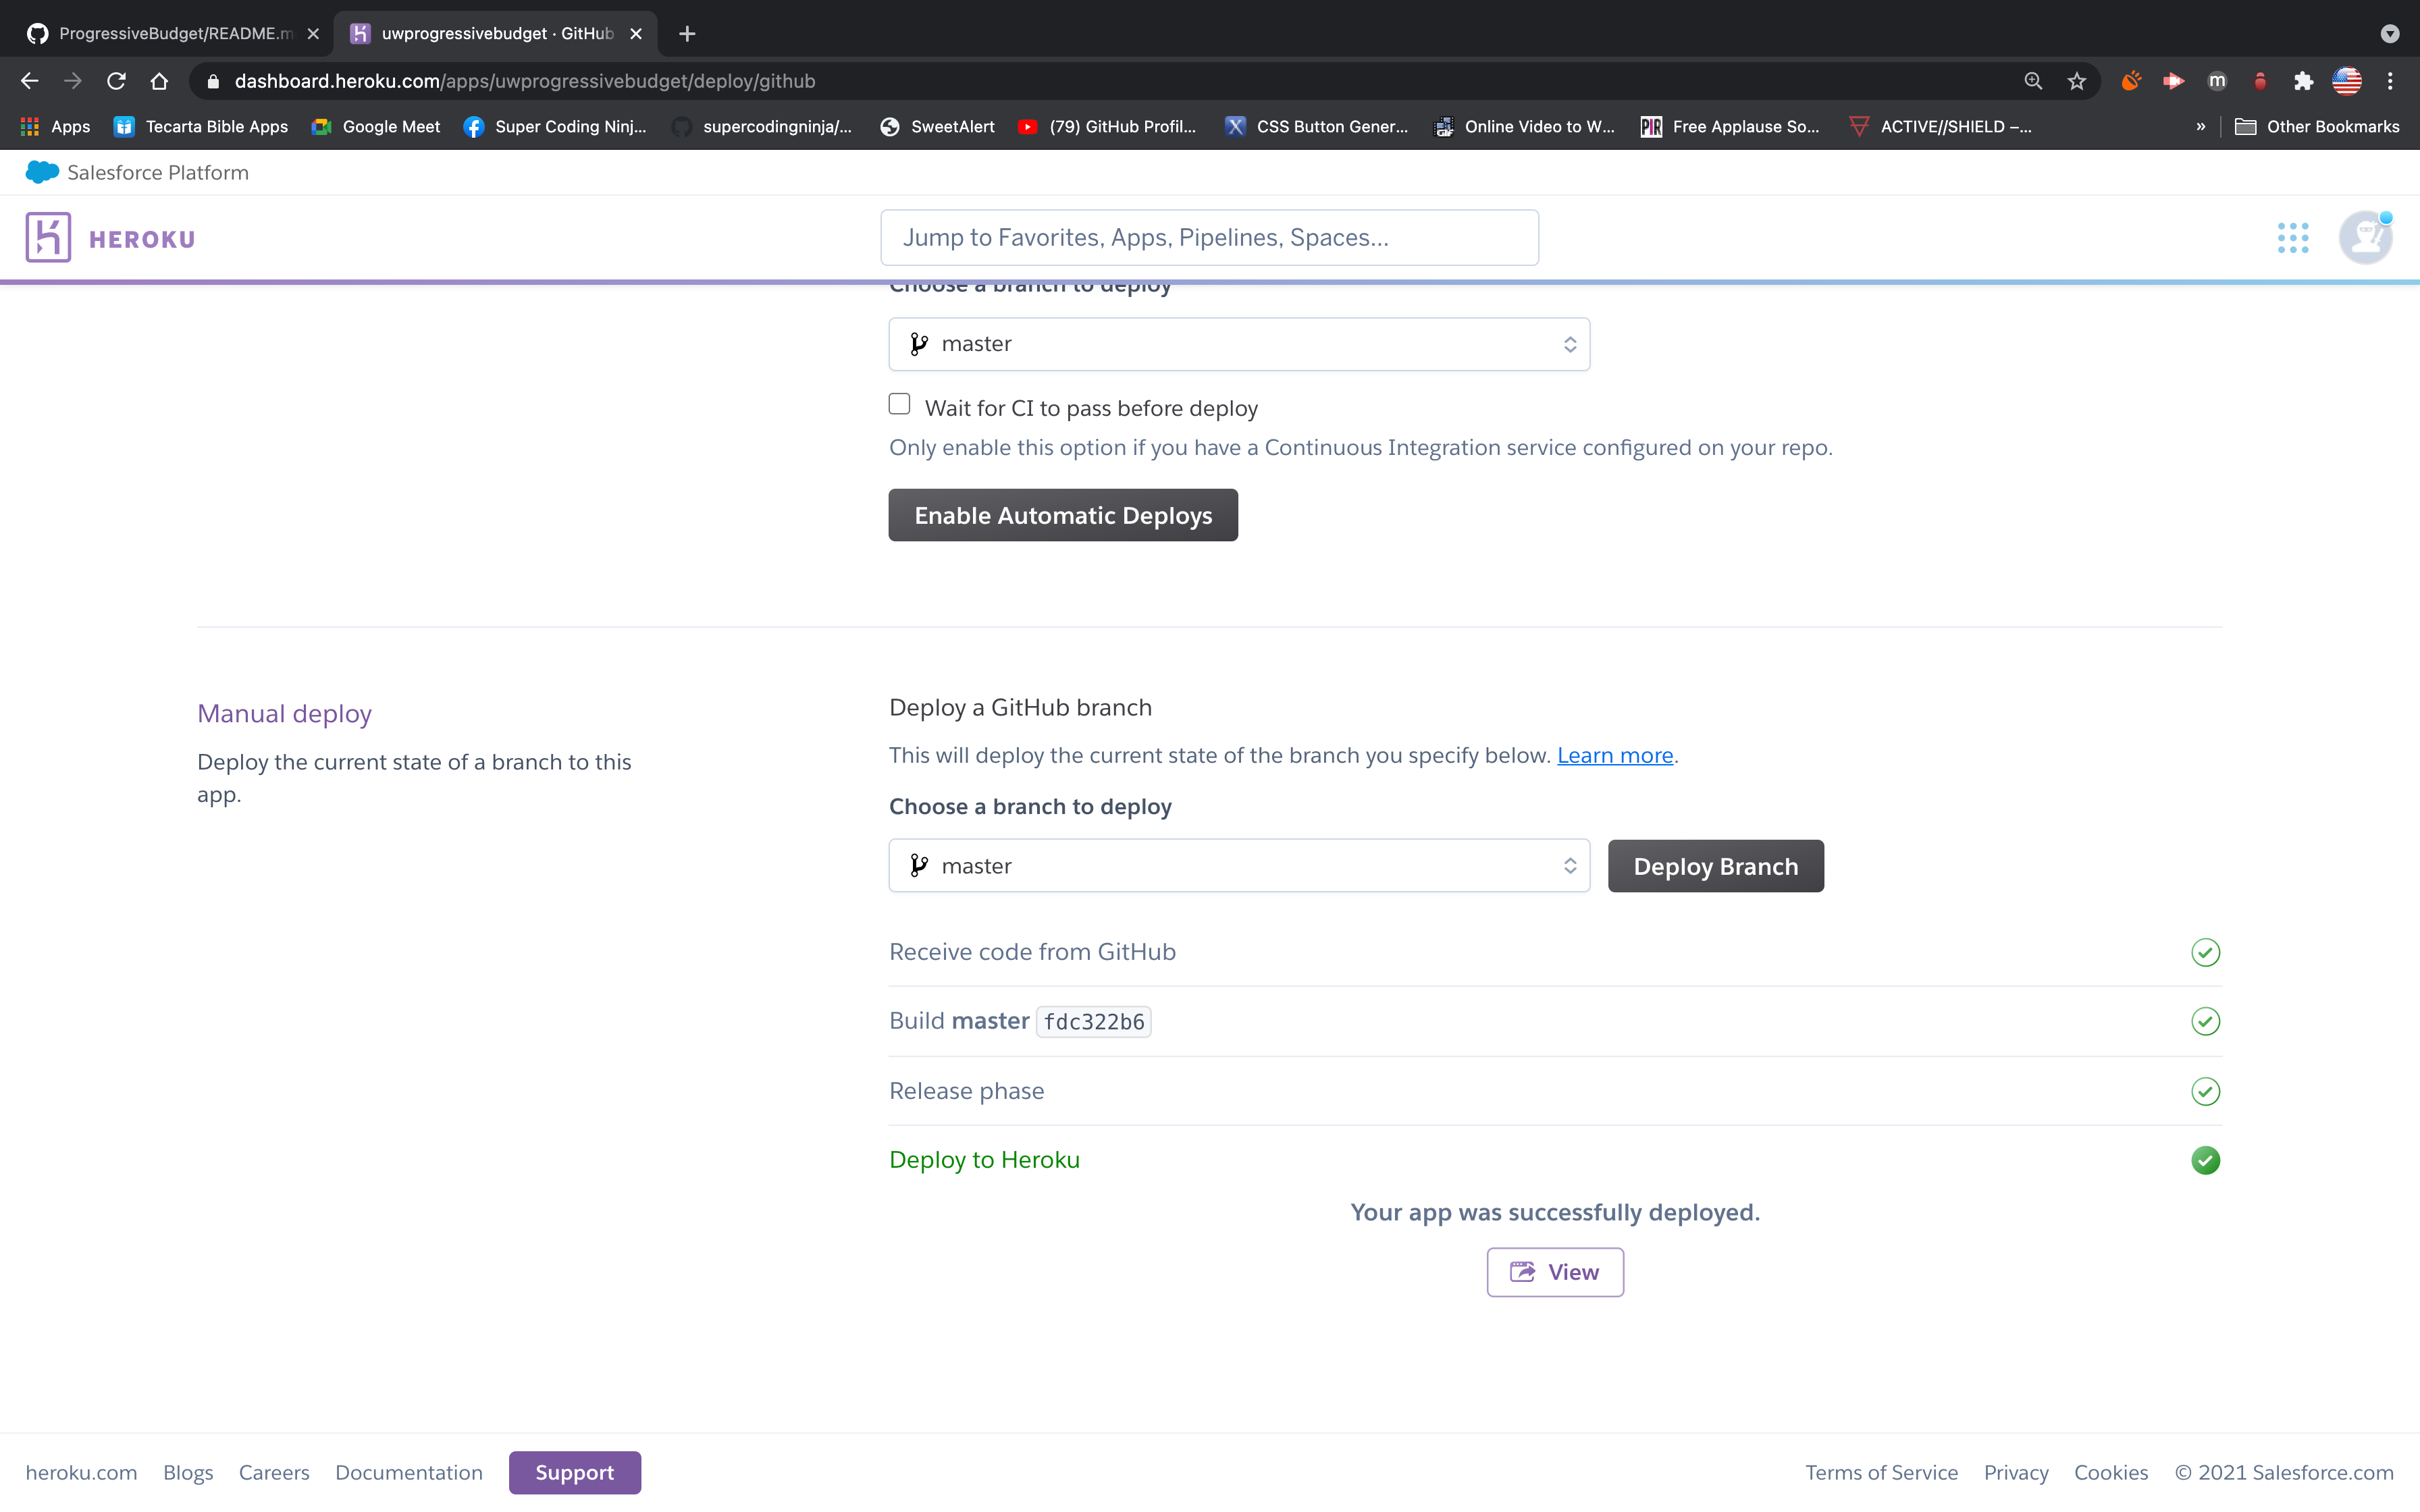 ProgressiveBudget/README.m
uwprogressivebudget · GitHub
dashboard.heroku.com/apps/uwprogressivebudget/deploy/github
Apps
Tecarta Bible Apps
Google Meet
Super Coding Ninj...
supercodingninja/...
SweetAlert
(79) GitHub Profil...
CSS Button Gener...
Online Video to W...
Free Applause So...
ACTIVE//SHIELD –...
»
Other Bookmarks
Salesforce Platform
HEROKU
Jump to Favorites, Apps, Pipelines, Spaces...
Choose a branch to deploy
master
Wait for CI to pass before deploy
Only enable this option if you have a Continuous Integration service configured on your repo.
Enable Automatic Deploys
Manual deploy
Deploy the current state of a branch to this
app.
Deploy a GitHub branch
This will deploy the current state of the branch you specify below. Learn more.
Choose a branch to deploy
master
Deploy Branch
Receive code from GitHub
Build master fdc322b6
Release phase
Deploy to Heroku
Your app was successfully deployed.
View
heroku.com
Blogs
Careers
Documentation
Support
Terms of Service
Privacy
Cookies
© 2021 Salesforce.com